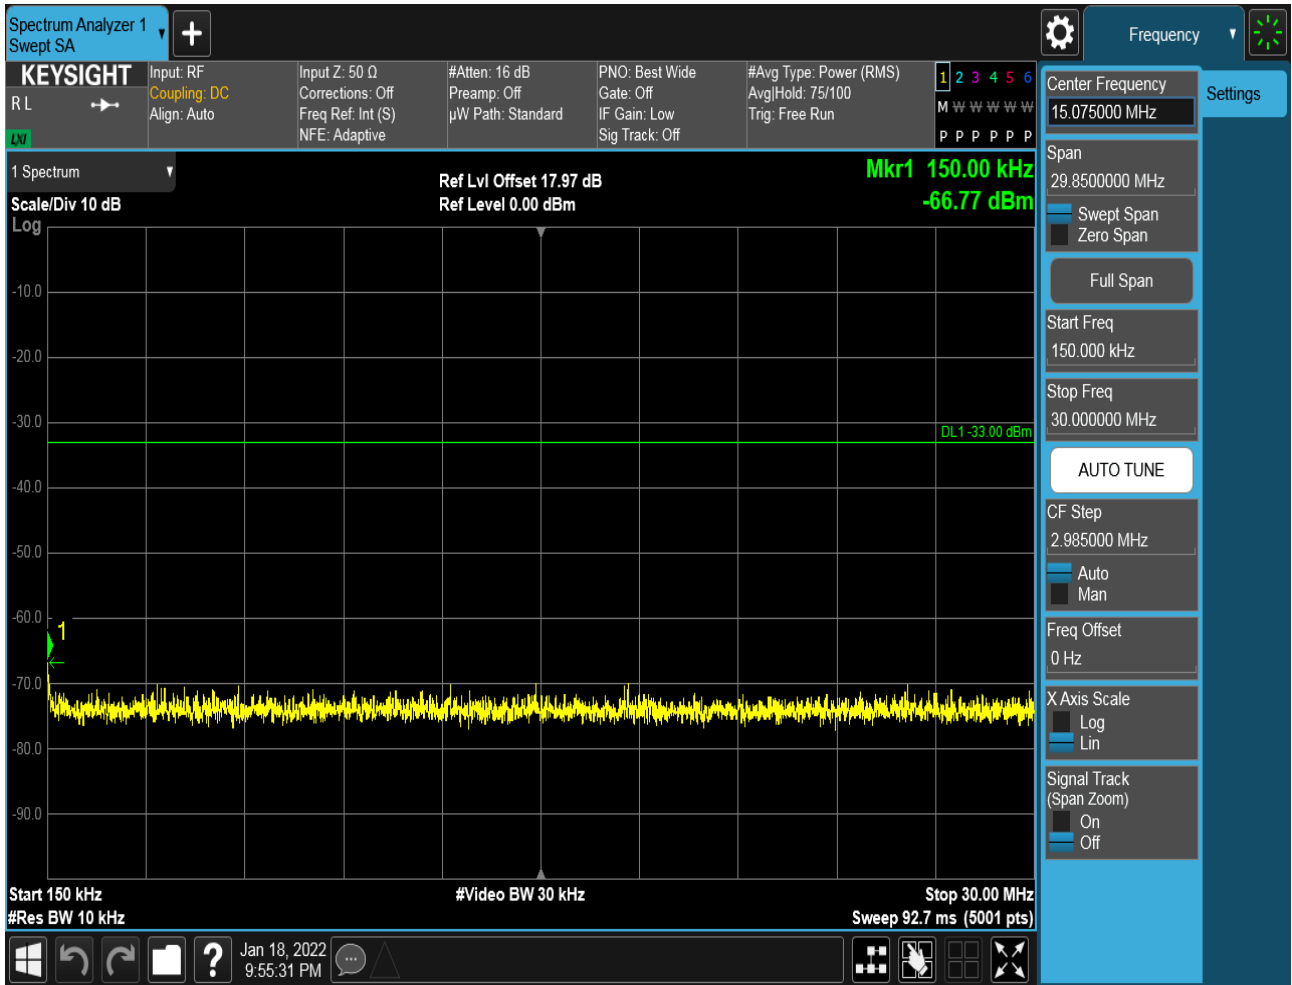 Spectrum Analyzer 1
Swept SA
Frequency
KEYSIGHT
R L
LXI
Input: RF
Coupling: DC
Align: Auto
Input Z: 50 Ω
Corrections: Off
Freq Ref: Int (S)
NFE: Adaptive
#Atten: 16 dB
Preamp: Off
µW Path: Standard
PNO: Best Wide
Gate: Off
IF Gain: Low
Sig Track: Off
#Avg Type: Power (RMS)
Avg|Hold: 75/100
Trig: Free Run
1 2 3 4 5 6
M W W W W W
P P P P P P
Center Frequency
15.075000 MHz
Settings
Span
29.8500000 MHz
Swept Span
Zero Span
Full Span
Start Freq
150.000 kHz
Stop Freq
30.000000 MHz
AUTO TUNE
CF Step
2.985000 MHz
Auto
Man
Freq Offset
0 Hz
X Axis Scale
Log
Lin
Signal Track
(Span Zoom)
On
Off
1 Spectrum
Scale/Div 10 dB
Log
Ref Lvl Offset 17.97 dB
Ref Level 0.00 dBm
Mkr1 150.00 kHz
-66.77 dBm
-10.0
-20.0
-30.0
DL1 -33.00 dBm
-40.0
-50.0
-60.0
1
-70.0
-80.0
-90.0
Start 150 kHz
#Video BW 30 kHz
Stop 30.00 MHz
#Res BW 10 kHz
Sweep 92.7 ms (5001 pts)
?
Jan 18, 2022
9:55:31 PM